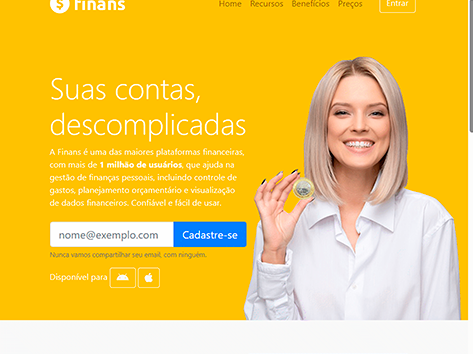 finans
Home Recursos Benefícios Preços Entrar
Suas contas,
descomplicadas
A Finans é uma das maiores plataformas financeiras,
com mais de 1 milhão de usuários, que ajuda na
gestão de finanças pessoais, incluindo controle de
gastos, planejamento orçamentário e visualização
de dados financeiros. Confiável e fácil de usar.
nome@exemplo.com Cadastre-se
Nunca vamos compartilhar seu email, com ninguém.
Disponível para